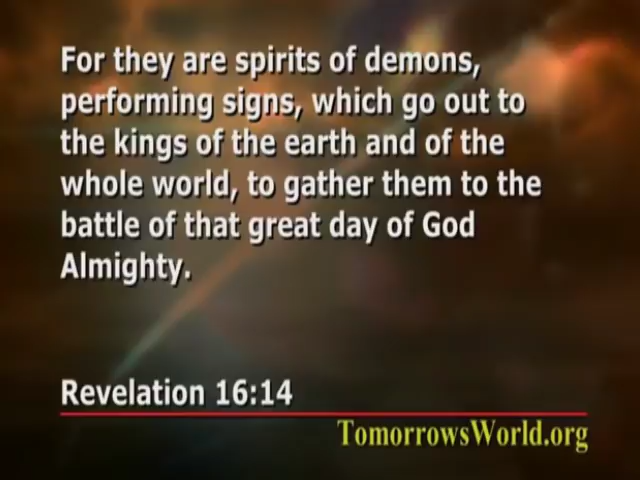 For they are spirits of demons,
performing signs, which go out to
the kings of the earth and of the
whole world, to gather them to the
battle of that great day of God
Almighty.
Revelation 16:14
TomorrowsWorld.org